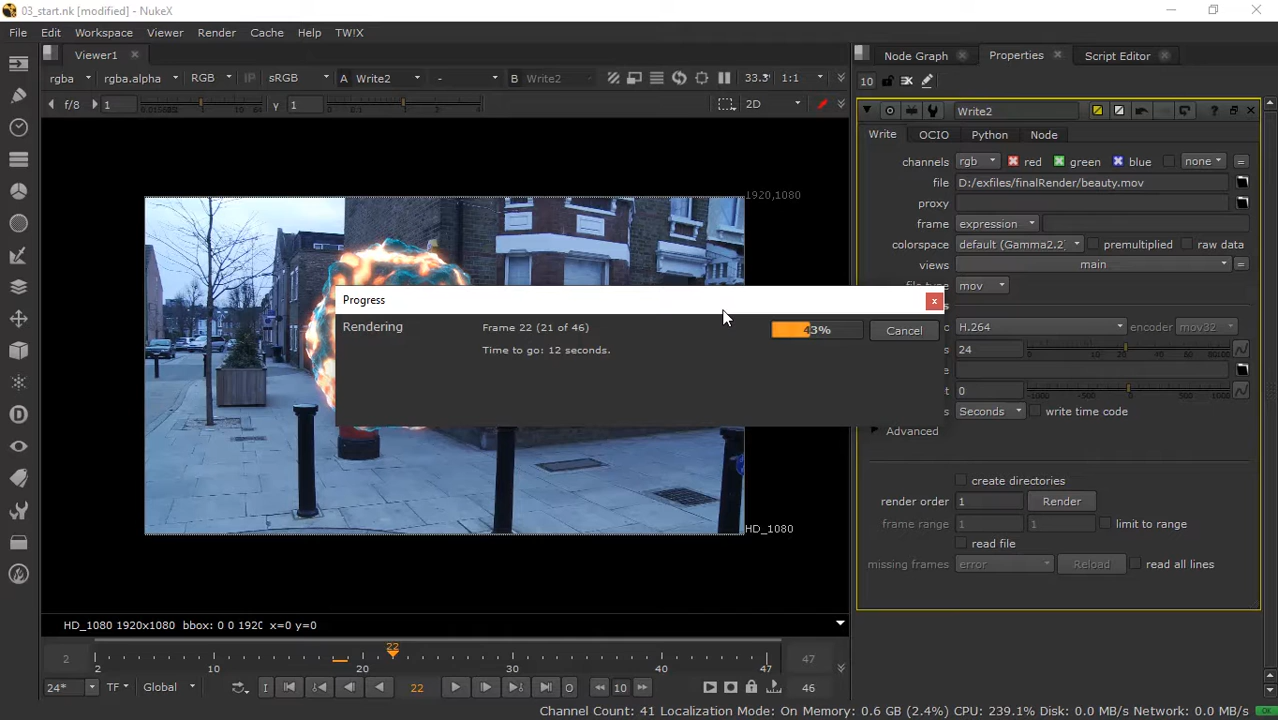 03_start.nk [modified] - NukeX
File Edit Workspace Viewer Render Cache Help TW!X
Viewer1
Node Graph Properties Script Editor
rgba rgba.alpha RGB IP sRGB A Write2 - B Write2 33.3 1:1
10
f/8 1 γ 1 2D
Write2
Write OCIO Python Node
channels rgb red green blue none =
file D:/exfiles/finalRender/beauty.mov
proxy
frame expression
colorspace default (Gamma2.2) premultiplied raw data
views main =
mov
1920,1080
Progress x
Rendering Frame 22 (21 of 46) 43% Cancel
Time to go: 12 seconds.
H.264 encoder mov32
24
0
Seconds write time code
Advanced
create directories
render order 1 Render
frame range 1 1 limit to range
read file
missing frames error Reload read all lines
HD_1080
HD_1080 1920x1080 bbox: 0 0 192( x=0 y=0
22
2 2 10 20 30 40 47 47
24* TF Global I 22 O 10 46
Channel Count: 41 Localization Mode: On Memory: 0.6 GB (2.4%) CPU: 239.1% Disk: 0.0 MB/s Network: 0.0 MB/s